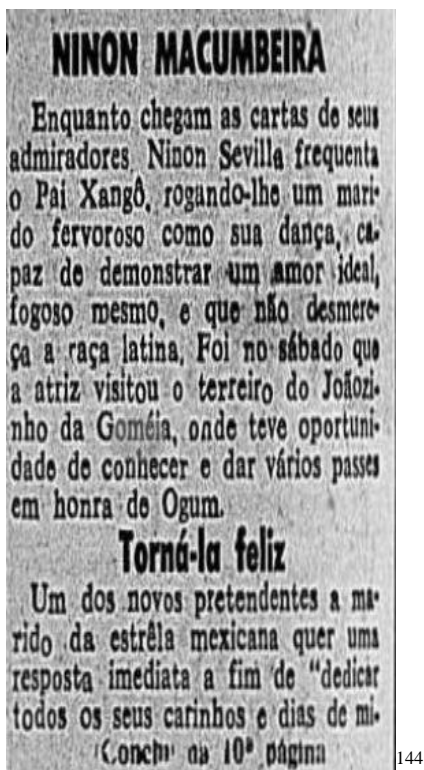 NINON MACUMBEIRA
Enquanto chegam as cartas de seus
admiradores, Ninon Sevilla frequenta
o Pai Xangô, rogando-lhe um mari-
do fervoroso como sua dança, ca-
paz de demonstrar um amor ideal,
fogoso mesmo, e que não desmere-
ça a raça latina. Foi no sábado que
a atriz visitou o terreiro do Joãozi-
nho da Goméia, onde teve oportuni-
dade de conhecer e dar vários passes
em honra de Ogum.
Torná-la feliz
Um dos novos pretendentes a ma-
rido da estrêla mexicana quer uma
resposta imediata a fim de "dedicar
todos os seus carinhos e dias de mi-
na 10ª página
144